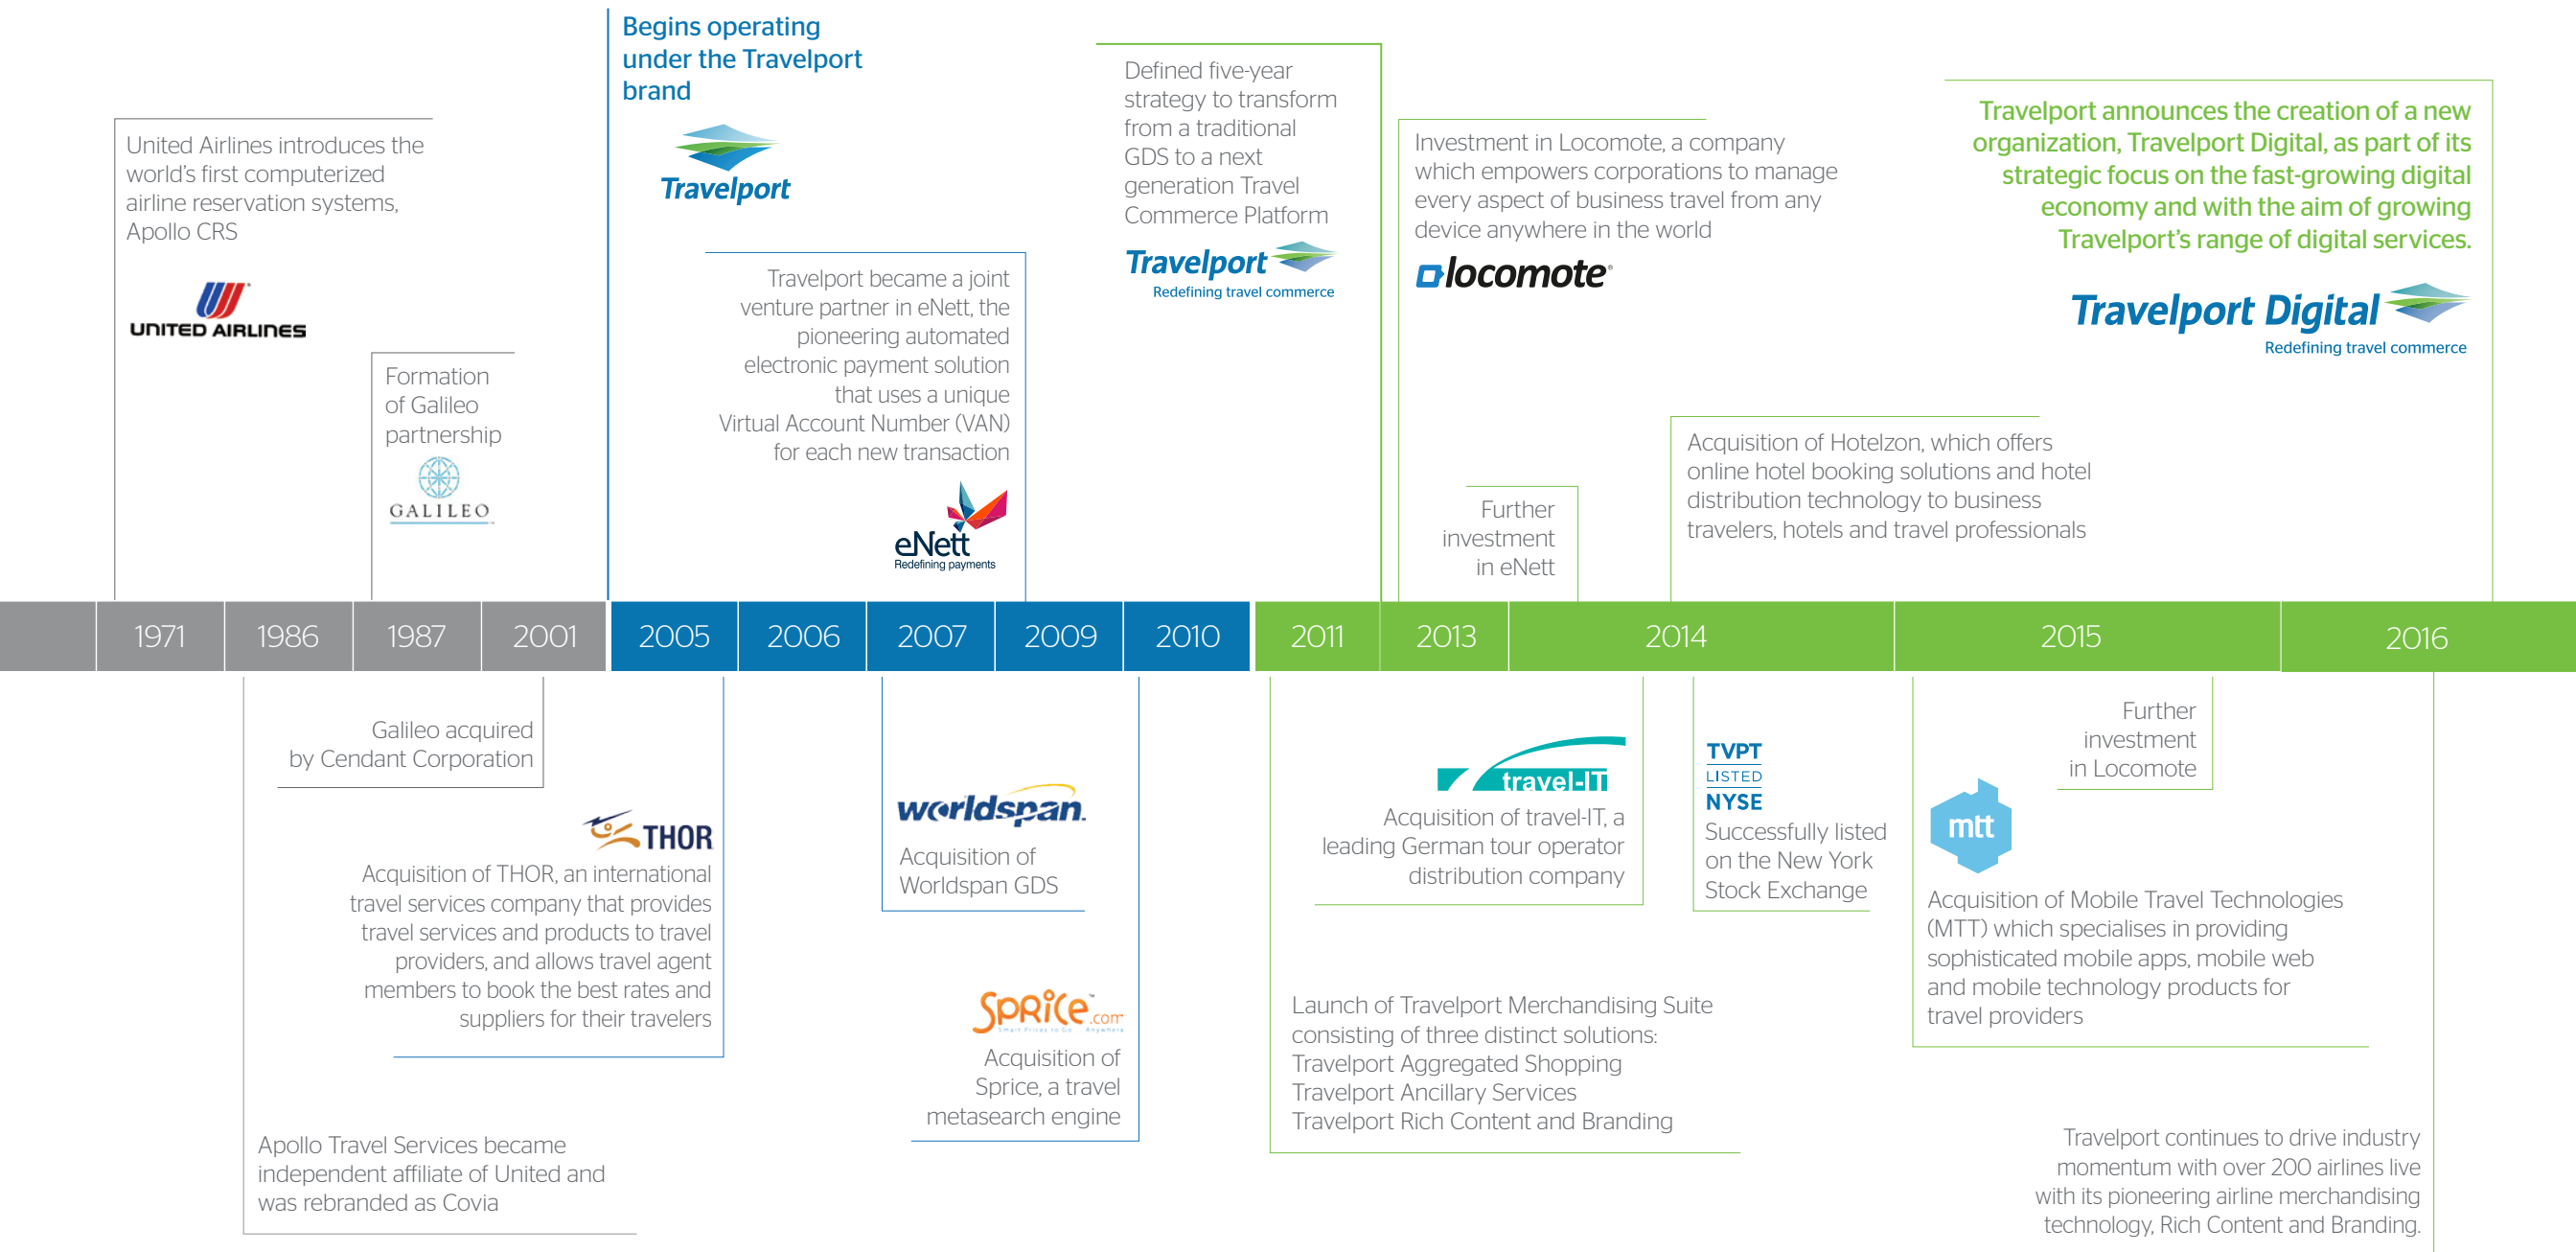 Begins operating
under the Travelport
brand
Travelport
United Airlines introduces the
world's first computerized
airline reservation systems,
Apollo CRS
UNITED AIRLINES
Formation
of Galileo
partnership
GALILEO
Travelport became a joint
venture partner in eNett, the
pioneering automated
electronic payment solution
that uses a unique
Virtual Account Number (VAN)
for each new transaction
eNett
Redefining payments
Defined five-year
strategy to transform
from a traditional
GDS to a next
generation Travel
Commerce Platform
Travelport
Redefining travel commerce
Investment in Locomote, a company
which empowers corporations to manage
every aspect of business travel from any
device anywhere in the world
locomote
Further
investment
in eNett
Acquisition of Hotelzon, which offers
online hotel booking solutions and hotel
distribution technology to business
travelers, hotels and travel professionals
Travelport announces the creation of a new
organization, Travelport Digital, as part of its
strategic focus on the fast-growing digital
economy and with the aim of growing
Travelport's range of digital services.
Travelport Digital
Redefining travel commerce
1971 1986 1987 2001 2005 2006 2007 2009 2010 2011 2013 2014 2015 2016
Galileo acquired
by Cendant Corporation
THOR
Acquisition of THOR, an international
travel services company that provides
travel services and products to travel
providers, and allows travel agent
members to book the best rates and
suppliers for their travelers
Apollo Travel Services became
independent affiliate of United and
was rebranded as Covia
worldspan
Acquisition of
Worldspan GDS
SPRiCe.com
Smart Prices to Go Anywhere
Acquisition of
Sprice, a travel
metasearch engine
travel-IT
Acquisition of travel-IT, a
leading German tour operator
distribution company
Launch of Travelport Merchandising Suite
consisting of three distinct solutions:
Travelport Aggregated Shopping
Travelport Ancillary Services
Travelport Rich Content and Branding
TVPT
LISTED
NYSE
Successfully listed
on the New York
Stock Exchange
Further
investment
in Locomote
mtt
Acquisition of Mobile Travel Technologies
(MTT) which specialises in providing
sophisticated mobile apps, mobile web
and mobile technology products for
travel providers
Travelport continues to drive industry
momentum with over 200 airlines live
with its pioneering airline merchandising
technology, Rich Content and Branding.